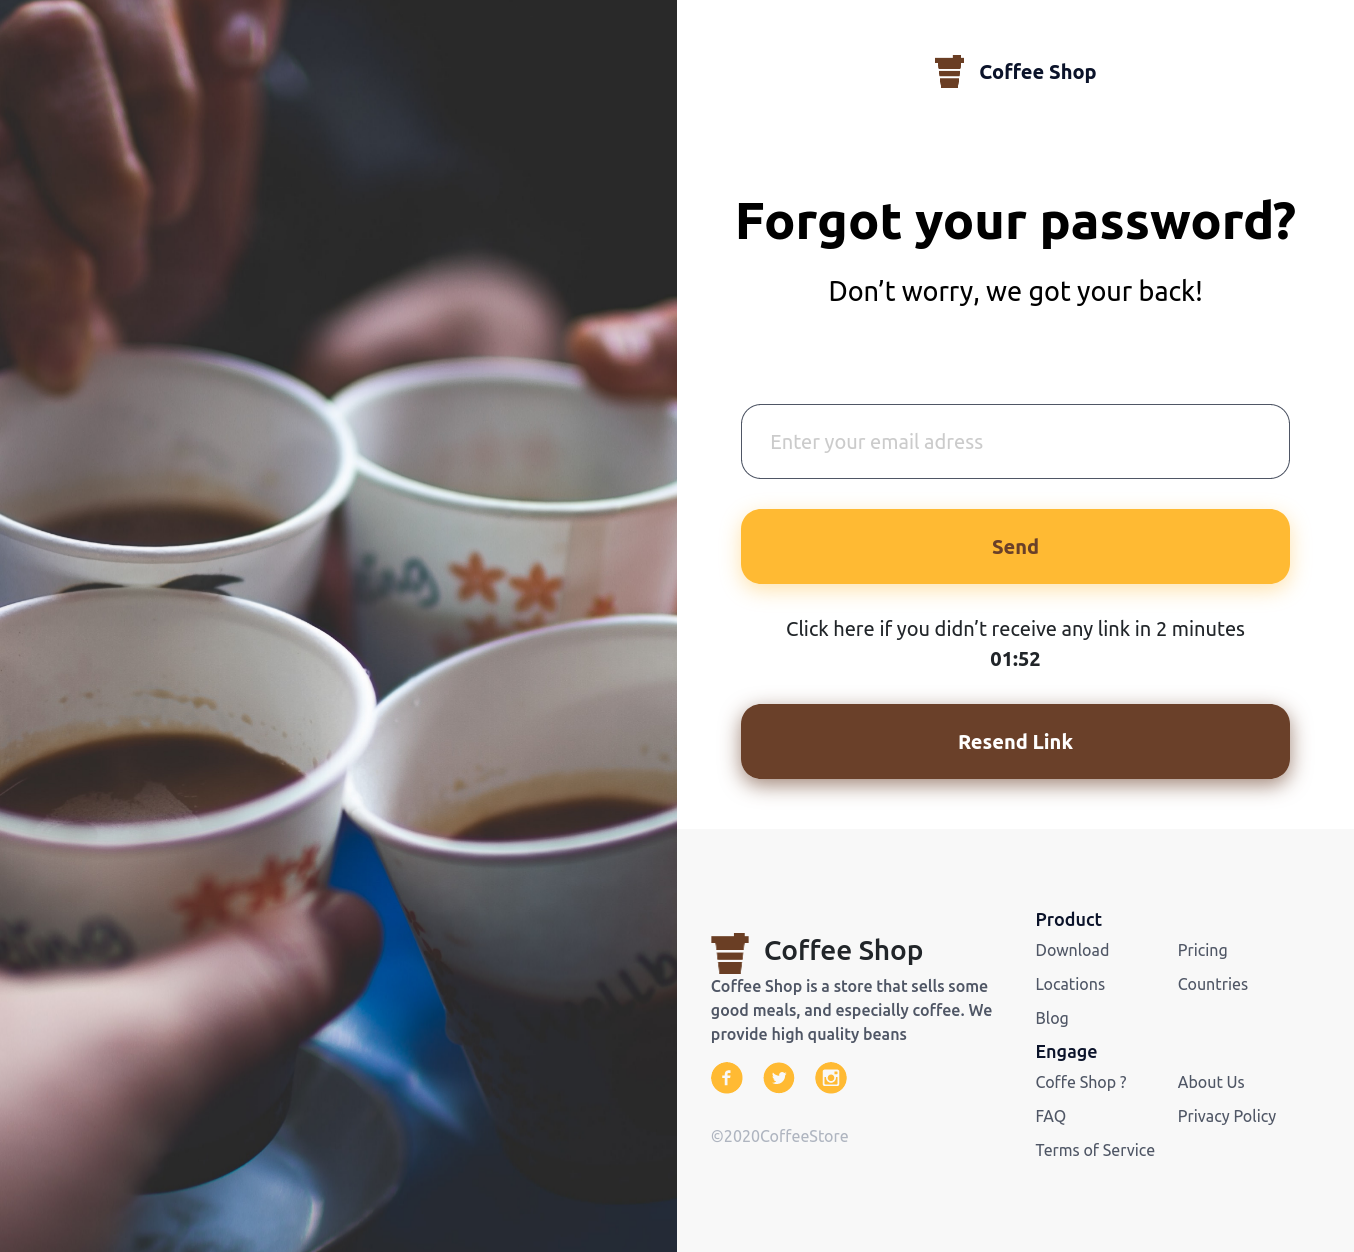 Coffee Shop
Forgot your password?
Don’t worry, we got your back!
Enter your email adress
Send
Click here if you didn’t receive any link in 2 minutes
01:52
Resend Link
Coffee Shop
Coffee Shop is a store that sells some
good meals, and especially coffee. We
provide high quality beans
©2020CoffeeStore
Product
Download Pricing
Locations Countries
Blog
Engage
Coffe Shop ? About Us
FAQ Privacy Policy
Terms of Service